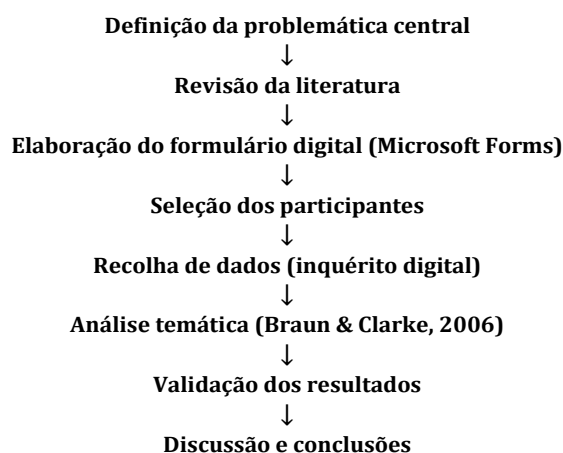 Definição da problemática central
↓
Revisão da literatura
↓
Elaboração do formulário digital (Microsoft Forms)
↓
Seleção dos participantes
↓
Recolha de dados (inquérito digital)
↓
Análise temática (Braun & Clarke, 2006)
↓
Validação dos resultados
↓
Discussão e conclusões